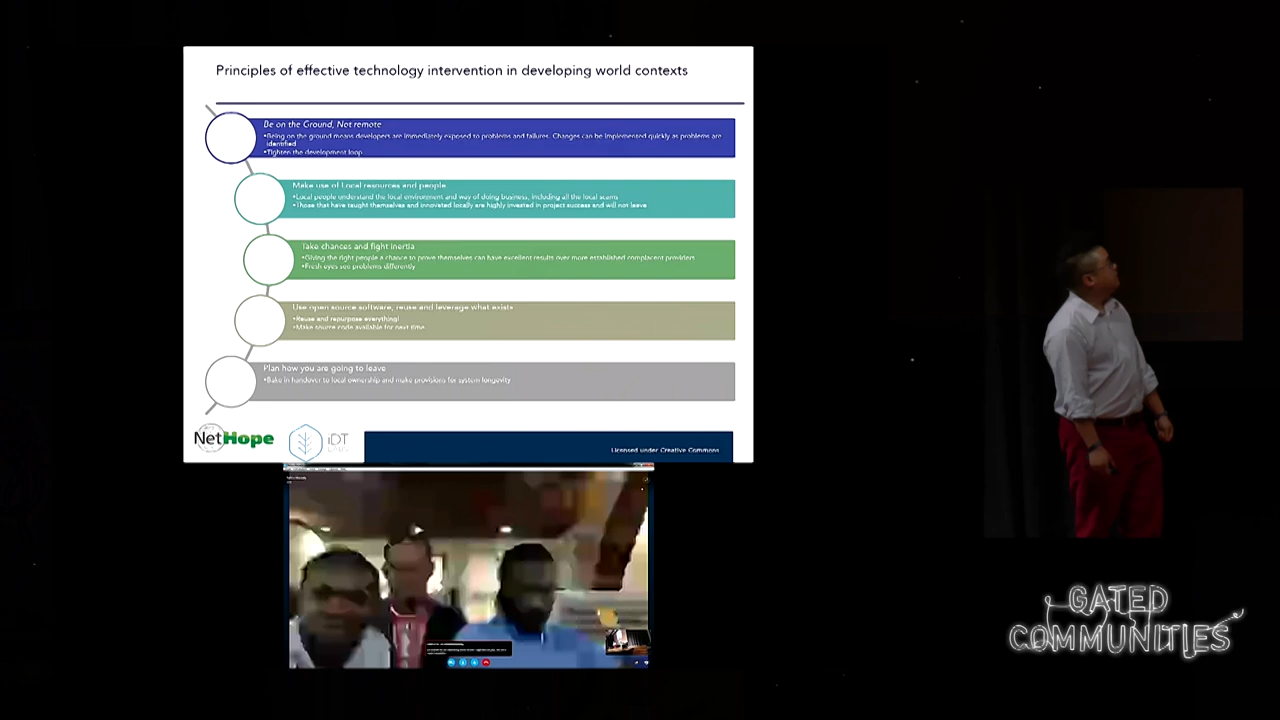 Principles of effective technology intervention in developing world contexts
Be on the Ground, Not remote
•Being on the ground means developers are immediately exposed to problems and failures. Changes can be implemented quickly as problems are
identified
•Tighten the development loop
Make use of Local resources and people
•Local people understand the local environment and way of doing business, including all the local scams
•Those that have taught themselves and innovated locally are highly invested in project success and will not leave
Take chances and fight inertia
•Giving the right people a chance to prove themselves can have excellent results over more established complacent providers
•Fresh eyes see problems differently
Use open source software, reuse and leverage what exists
•Reuse and repurpose everything!
•Make source code available for next time
Plan how you are going to leave
•Bake in handover to local ownership and make provisions for system longevity
NetHope
iDT
LABS
Licensed under Creative Commons
GATED
COMMUNITIES